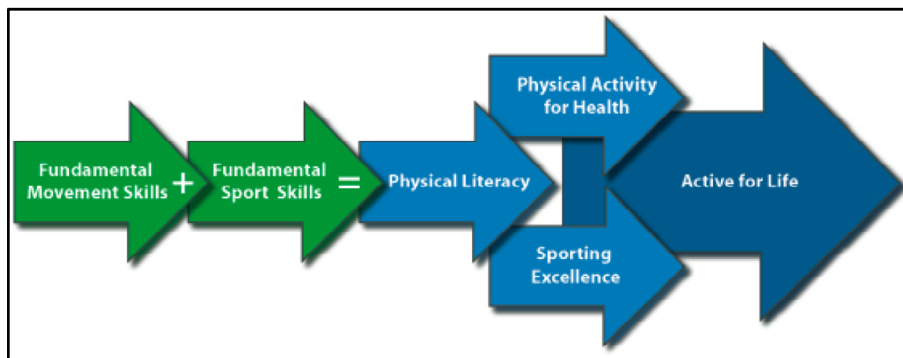 Fundamental
Movement Skills
+
Fundamental
Sport Skills
=
Physical Literacy
Physical Activity
for Health
Sporting
Excellence
Active for Life